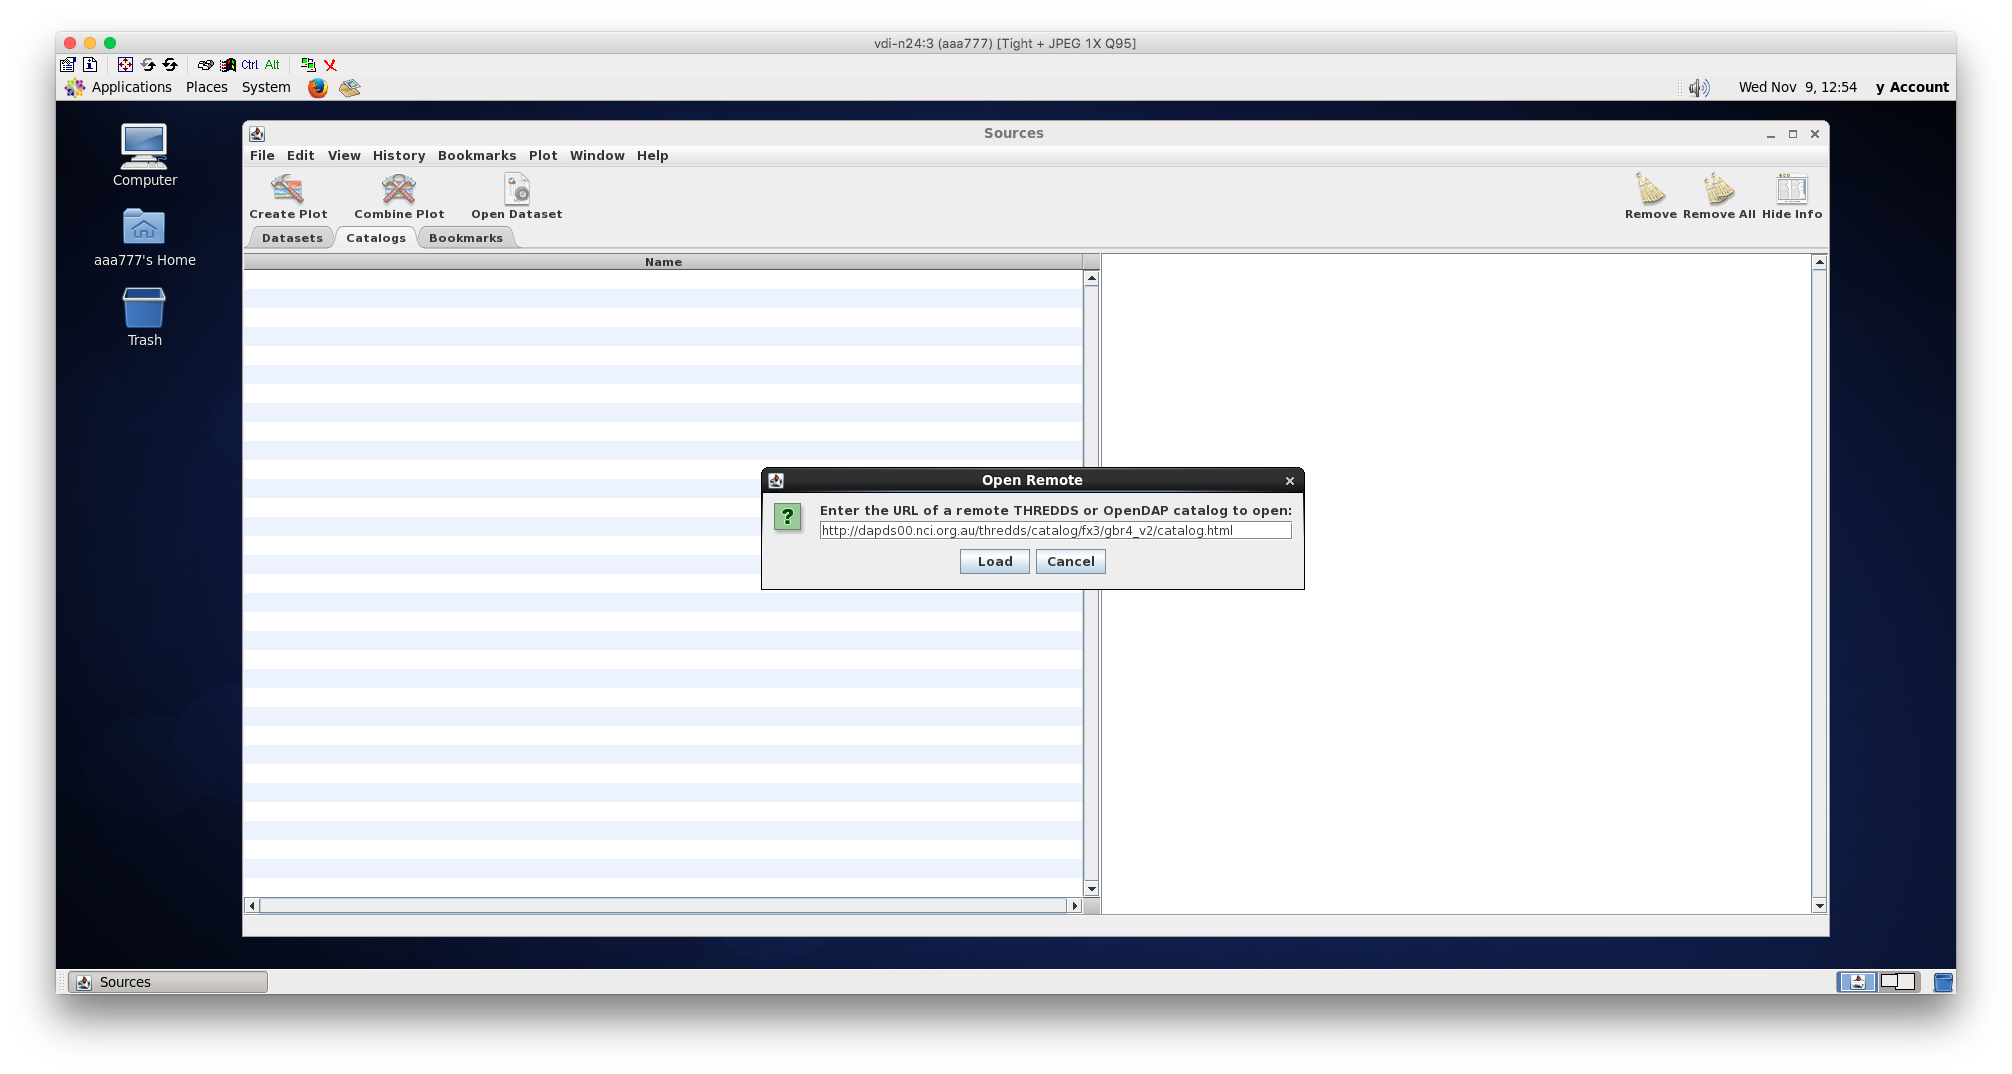 vdi-n24:3 (aaa777) [Tight + JPEG 1X Q95]
Ctrl Alt
Applications Places System Wed Nov 9, 12:54 y Account
Computer
aaa777's Home
Trash
Sources
File Edit View History Bookmarks Plot Window Help
Create Plot Combine Plot Open Dataset Remove Remove All Hide Info
Datasets Catalogs Bookmarks
Name
Open Remote
? Enter the URL of a remote THREDDS or OpenDAP catalog to open:
http://dapds00.nci.org.au/thredds/catalog/fx3/gbr4_v2/catalog.html
Load Cancel
Sources